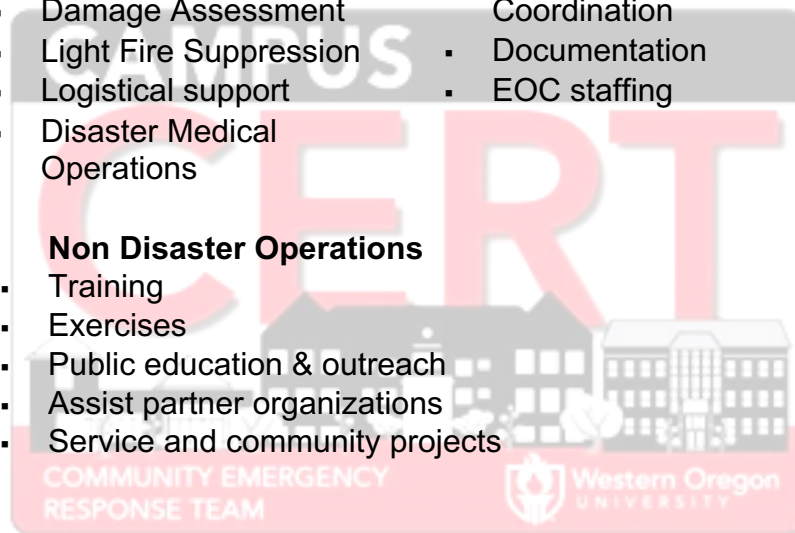 ▪ Damage Assessment
▪ Light Fire Suppression
▪ Logistical support
▪ Disaster Medical
Operations
Coordination
▪ Documentation
▪ EOC staffing
Non Disaster Operations
▪ Training
▪ Exercises
▪ Public education & outreach
▪ Assist partner organizations
▪ Service and community projects
CAMPUS
CERT
COMMUNITY EMERGENCY
RESPONSE TEAM
Western Oregon
UNIVERSITY